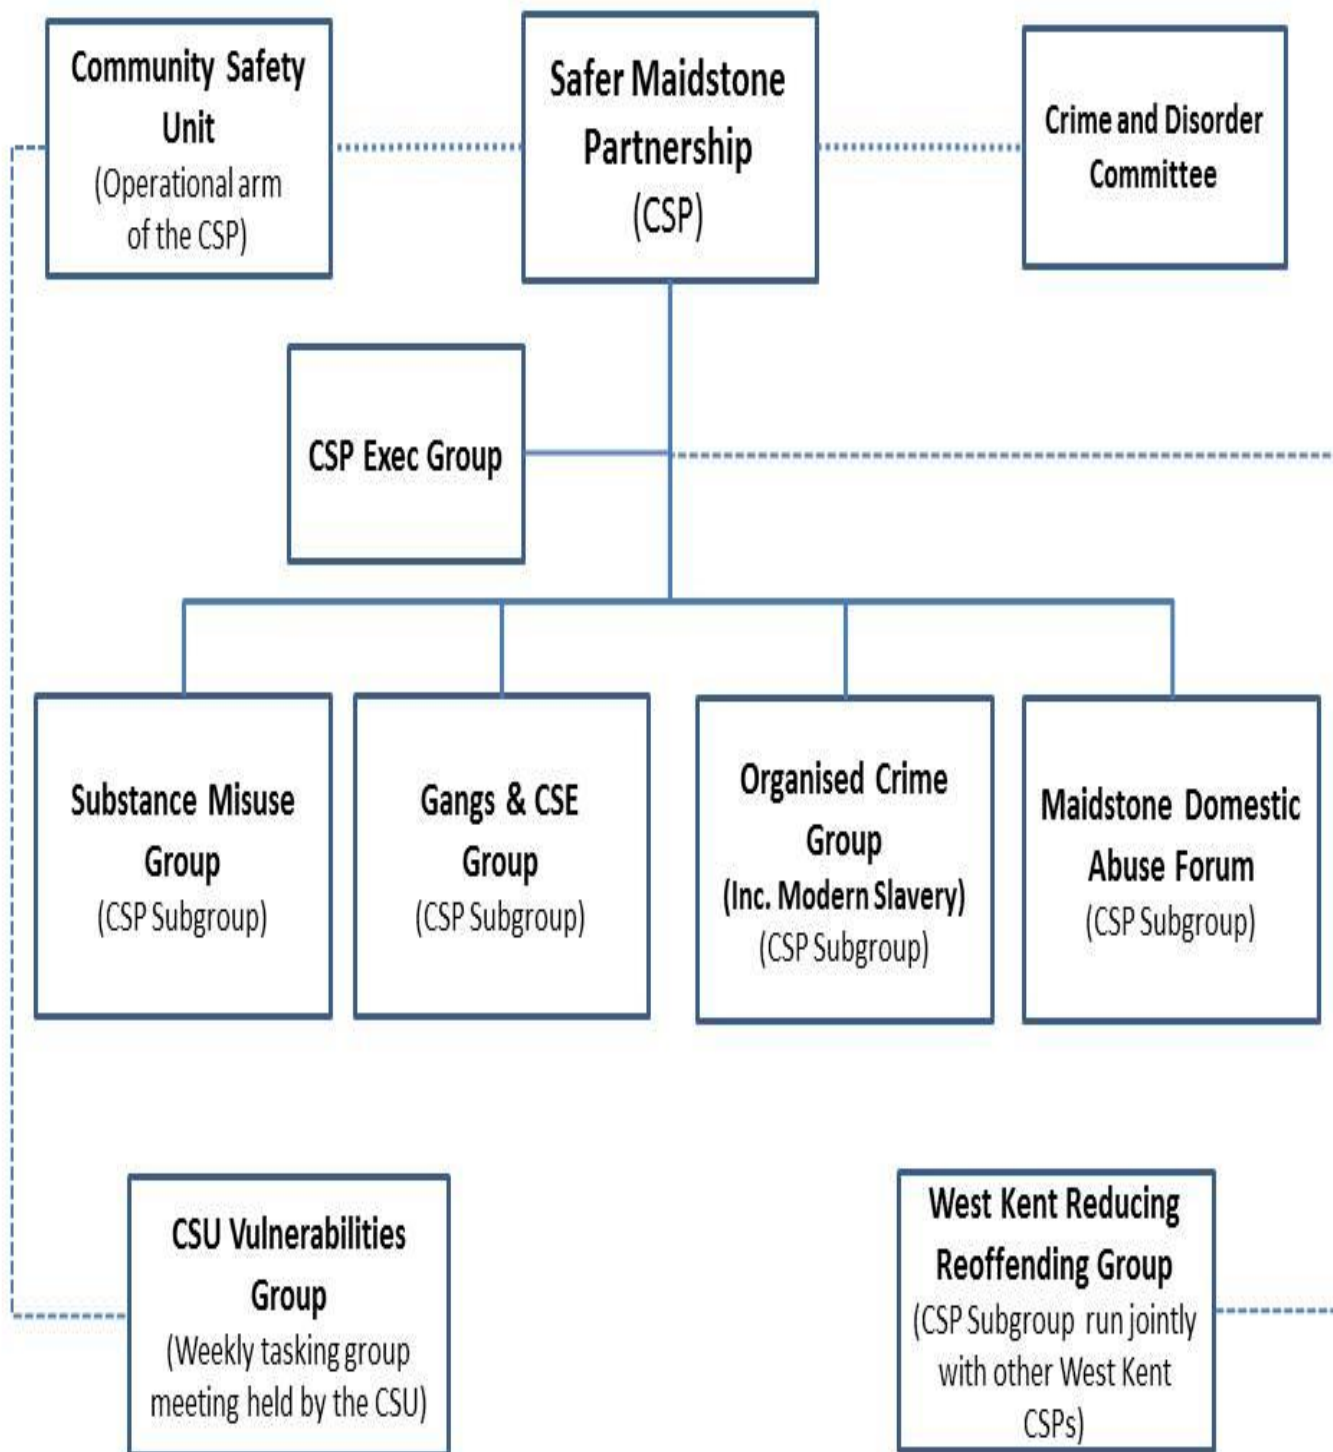 Community Safety
Unit
(Operational arm
of the CSP)
Safer Maidstone
Partnership
(CSP)
Crime and Disorder
Committee
CSP Exec Group
Substance Misuse
Group
(CSP Subgroup)
Gangs & CSE
Group
(CSP Subgroup)
Organised Crime
Group
(Inc. Modern Slavery)
(CSP Subgroup)
Maidstone Domestic
Abuse Forum
(CSP Subgroup)
CSU Vulnerabilities
Group
(Weekly tasking group
meeting held by the CSU)
West Kent Reducing
Reoffending Group
(CSP Subgroup run jointly
with other West Kent
CSPs)